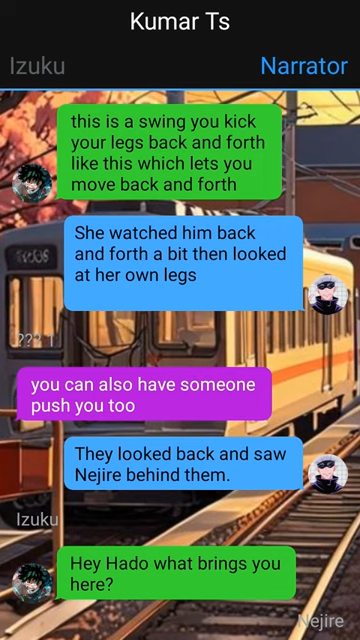 Kumar Ts
Izuku
Narrator
this is a swing you kick
your legs back and forth
like this which lets you
move back and forth
She watched him back
and forth a bit then looked
at her own legs
you can also have someone
push you too
They looked back and saw
Nejire behind them.
Izuku
Hey Hado what brings you
here?
Nejire